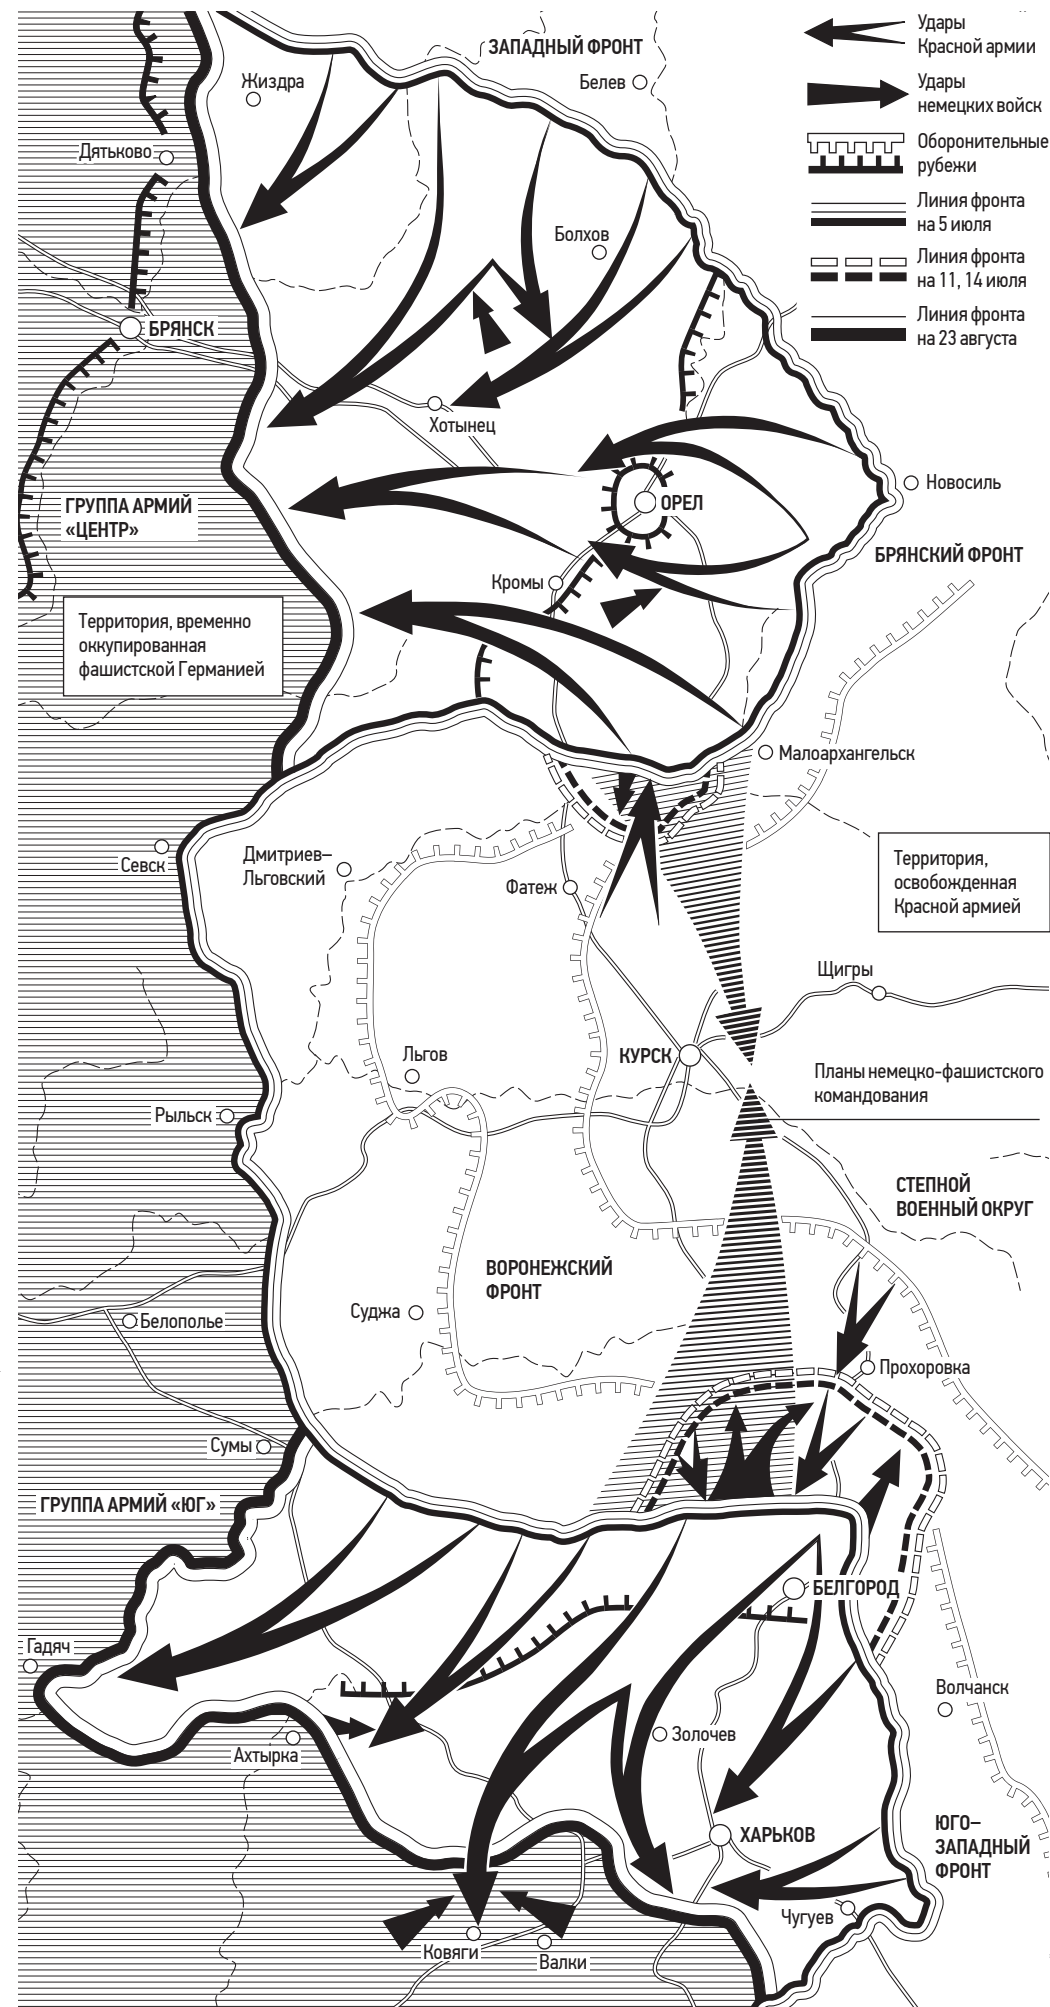 ЗАПАДНЫЙ ФРОНТ
Белев
Жиздра
Дятьково
Болхов
БРЯНСК
Хотынец
Удары
Красной армии
Удары
немецких войск
Оборонительные
рубежи
Линия фронта
на 5 июля
Линия фронта
на 11, 14 июля
Линия фронта
на 23 августа
ГРУППА АРМИЙ
«ЦЕНТР»
ОРЕЛ
Новосиль
БРЯНСКИЙ ФРОНТ
Кромы
Территория, временно
оккупированная
фашистской Германией
Малоархангельск
Севск
Дмитриев–
Льговский
Фатеж
Территория,
освобожденная
Красной армией
Щигры
Льгов
КУРСК
Планы немецко-фашистского
командования
Рыльск
СТЕПНОЙ
ВОЕННЫЙ ОКРУГ
ВОРОНЕЖСКИЙ
ФРОНТ
Суджа
Белополье
Прохоровка
Сумы
ГРУППА АРМИЙ «ЮГ»
БЕЛГОРОД
Гадяч
Волчанск
Золочев
Ахтырка
ХАРЬКОВ
ЮГО–
ЗАПАДНЫЙ
ФРОНТ
Чугуев
Ковяги
Валки